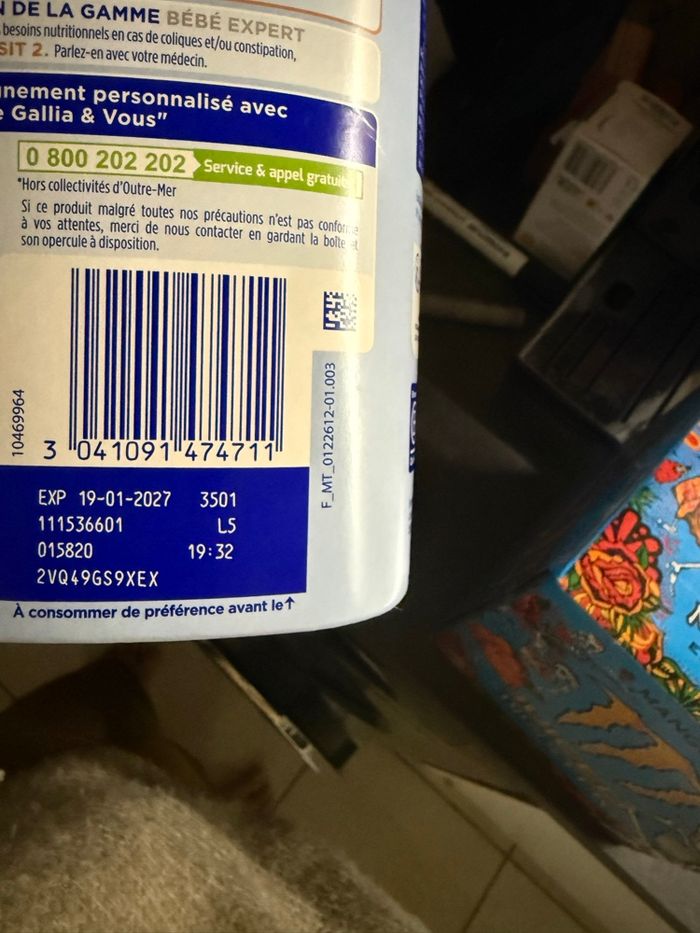 N DE LA GAMME BÉBÉ EXPERT
besoins nutritionnels en cas de coliques et/ou constipation,
SIT 2. Parlez-en avec votre médecin.
nement personnalisé avec
e Gallia & Vous"
0 800 202 202 Service & appel gratuits
*Hors collectivités d'Outre-Mer
Si ce produit malgré toutes nos précautions n'est pas conforme
à vos attentes, merci de nous contacter en gardant la boîte et
son opercule à disposition.
10469964
3 041091 474711
F_MT_0122612-01.003
EXP 19-01-2027 3501
111536601 L5
015820 19:32
2VQ49GS9XEX
À consommer de préférence avant le↑
MANG